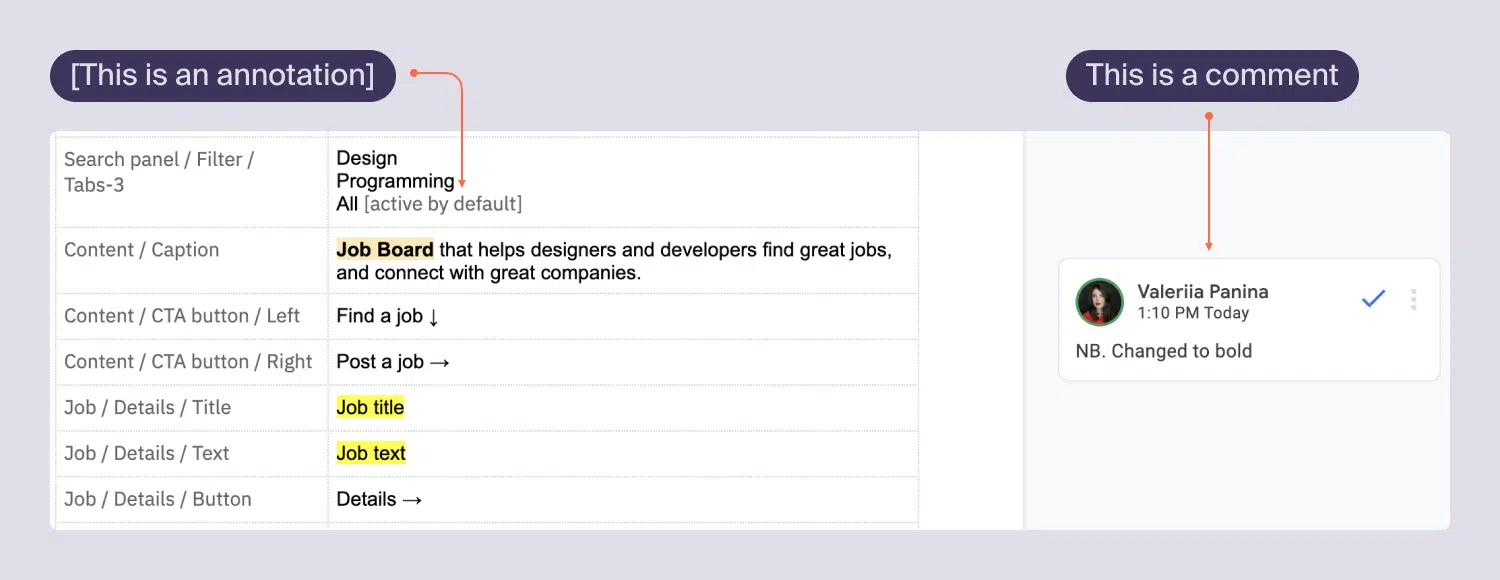 [This is an annotation]
This is a comment
Search panel / Filter /
Tabs-3
Design
Programming
All [active by default]
Content / Caption
Job Board that helps designers and developers find great jobs,
and connect with great companies.
Content / CTA button / Left
Find a job ↓
Content / CTA button / Right
Post a job →
Job / Details / Title
Job title
Job / Details / Text
Job text
Job / Details / Button
Details →
Valeriia Panina
1:10 PM Today
NB. Changed to bold